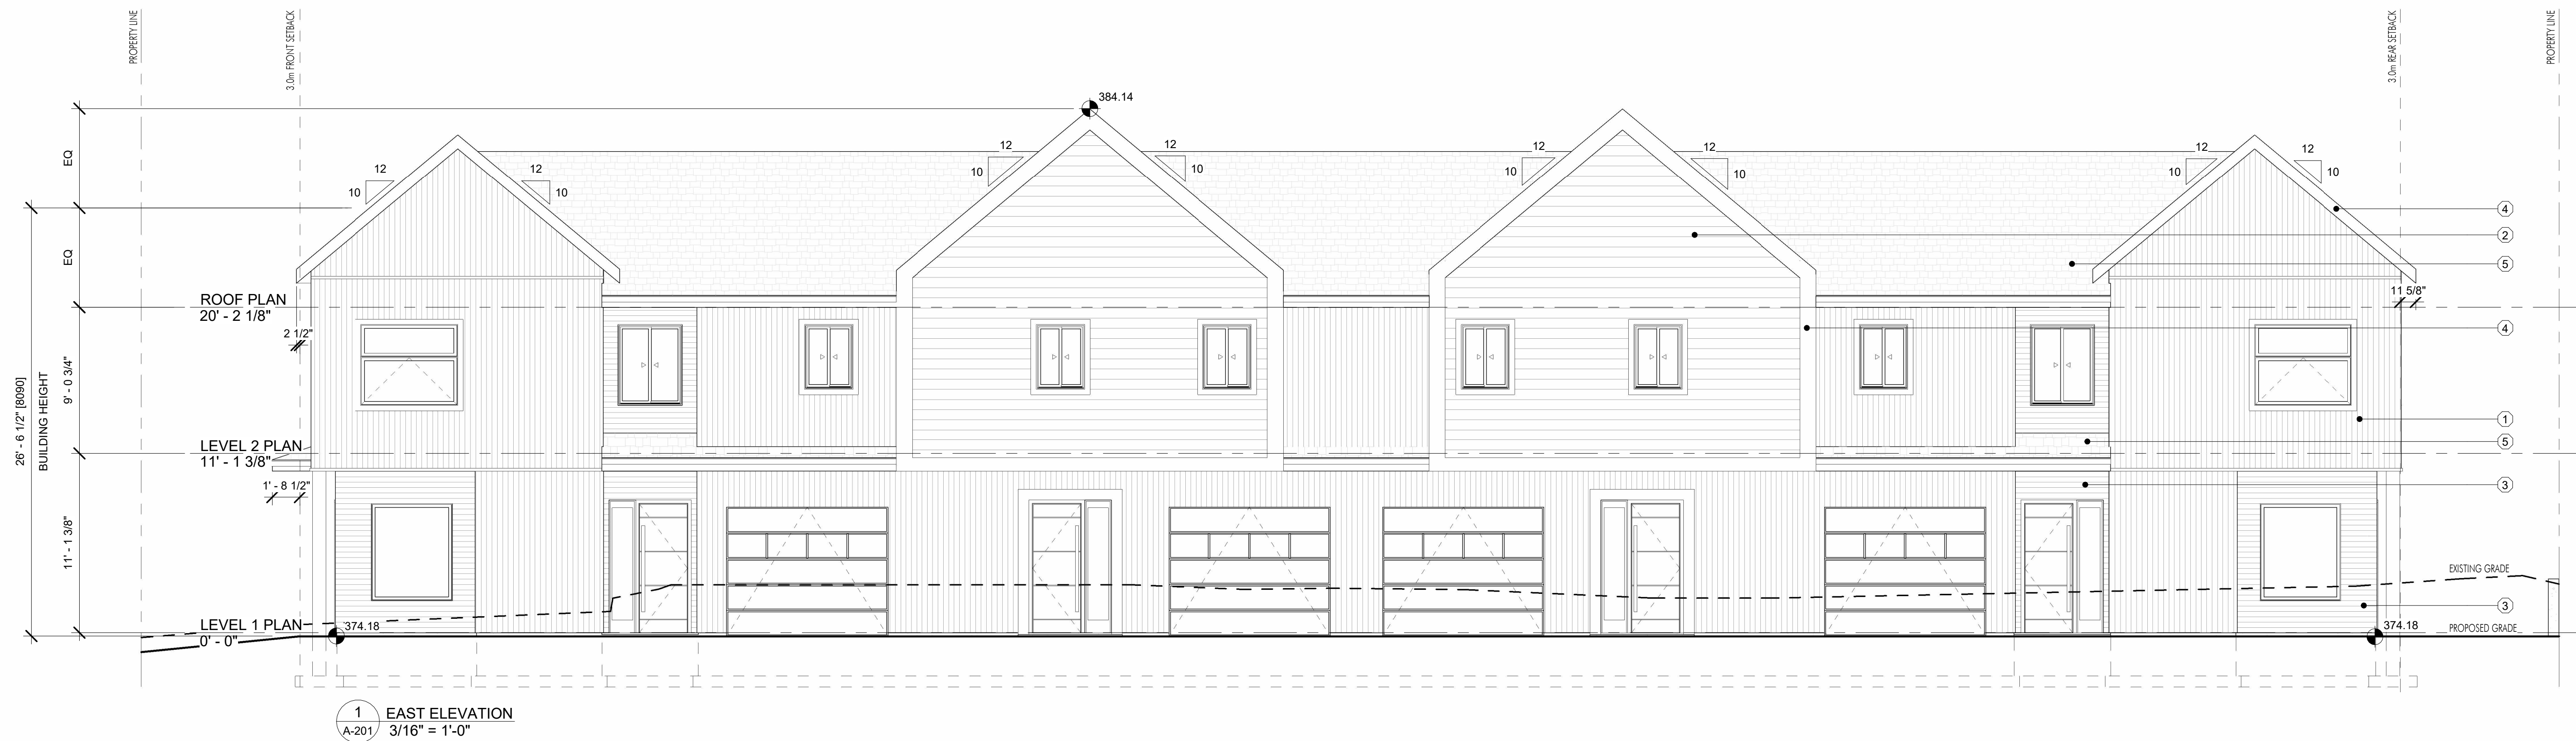 PROPERTY LINE
3.0m FRONT SETBACK
3.0m REAR SETBACK
PROPERTY LINE
384.14
12
10
12
10
12
10
12
10
12
10
12
10
12
10
12
10
EQ
EQ
4
2
5
ROOF PLAN
20' - 2 1/8"
11 5/8"
2 1/2"
4
9' - 0 3/4"
26' - 6 1/2" [8090]
BUILDING HEIGHT
1
LEVEL 2 PLAN
11' - 1 3/8"
5
1' - 8 1/2"
3
11' - 1 3/8"
EXISTING GRADE
3
LEVEL 1 PLAN
0' - 0"
374.18
374.18
PROPOSED GRADE
1
A-201
EAST ELEVATION
3/16" = 1'-0"